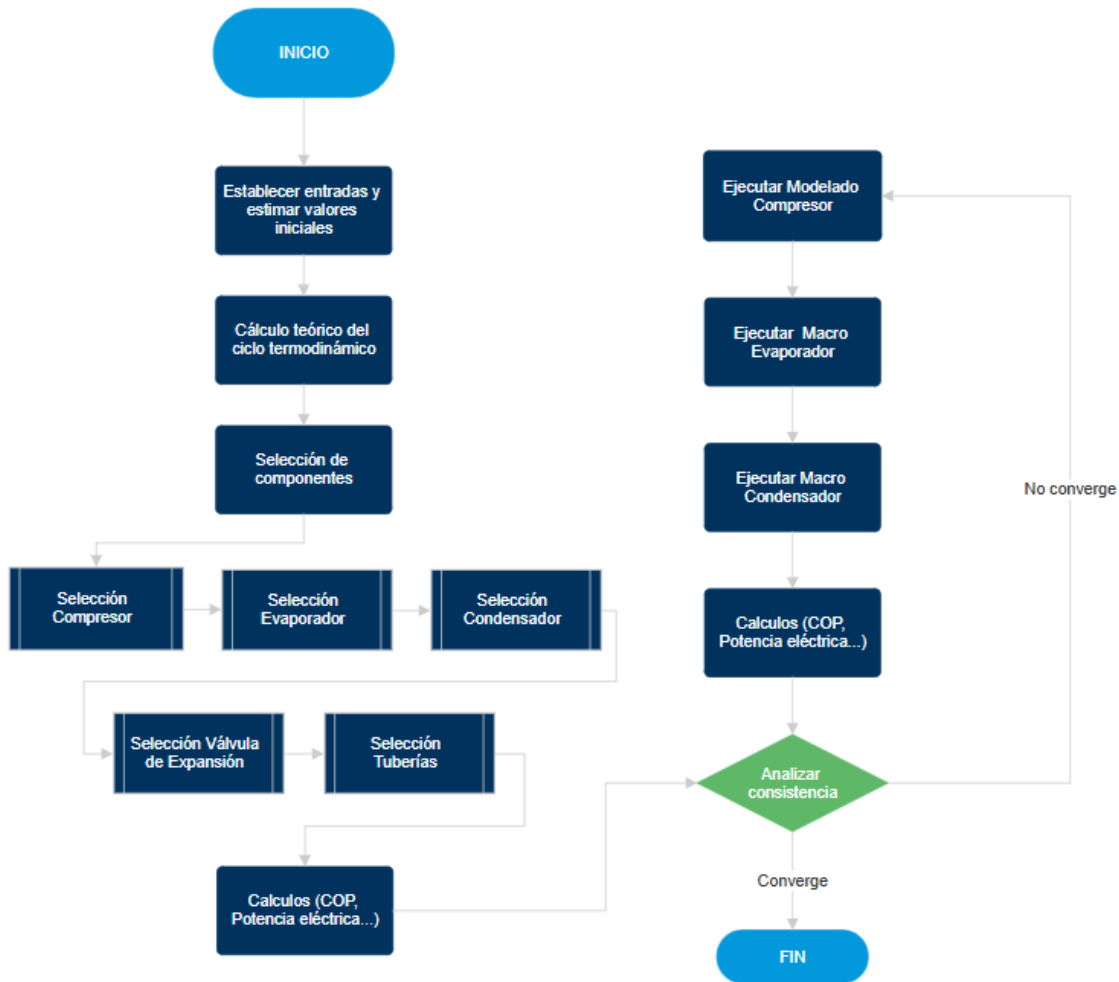 INICIO
Establecer entradas y
estimar valores
iniciales
Cálculo teórico del
ciclo termodinámico
Selección de
componentes
Selección
Compresor
Selección
Evaporador
Selección
Condensador
Selección Válvula
de Expansión
Selección
Tuberías
Calculos (COP,
Potencia eléctrica...)
Ejecutar Modelado
Compresor
Ejecutar Macro
Evaporador
Ejecutar Macro
Condensador
Calculos (COP,
Potencia eléctrica...)
Analizar
consistencia
No converge
Converge
FIN